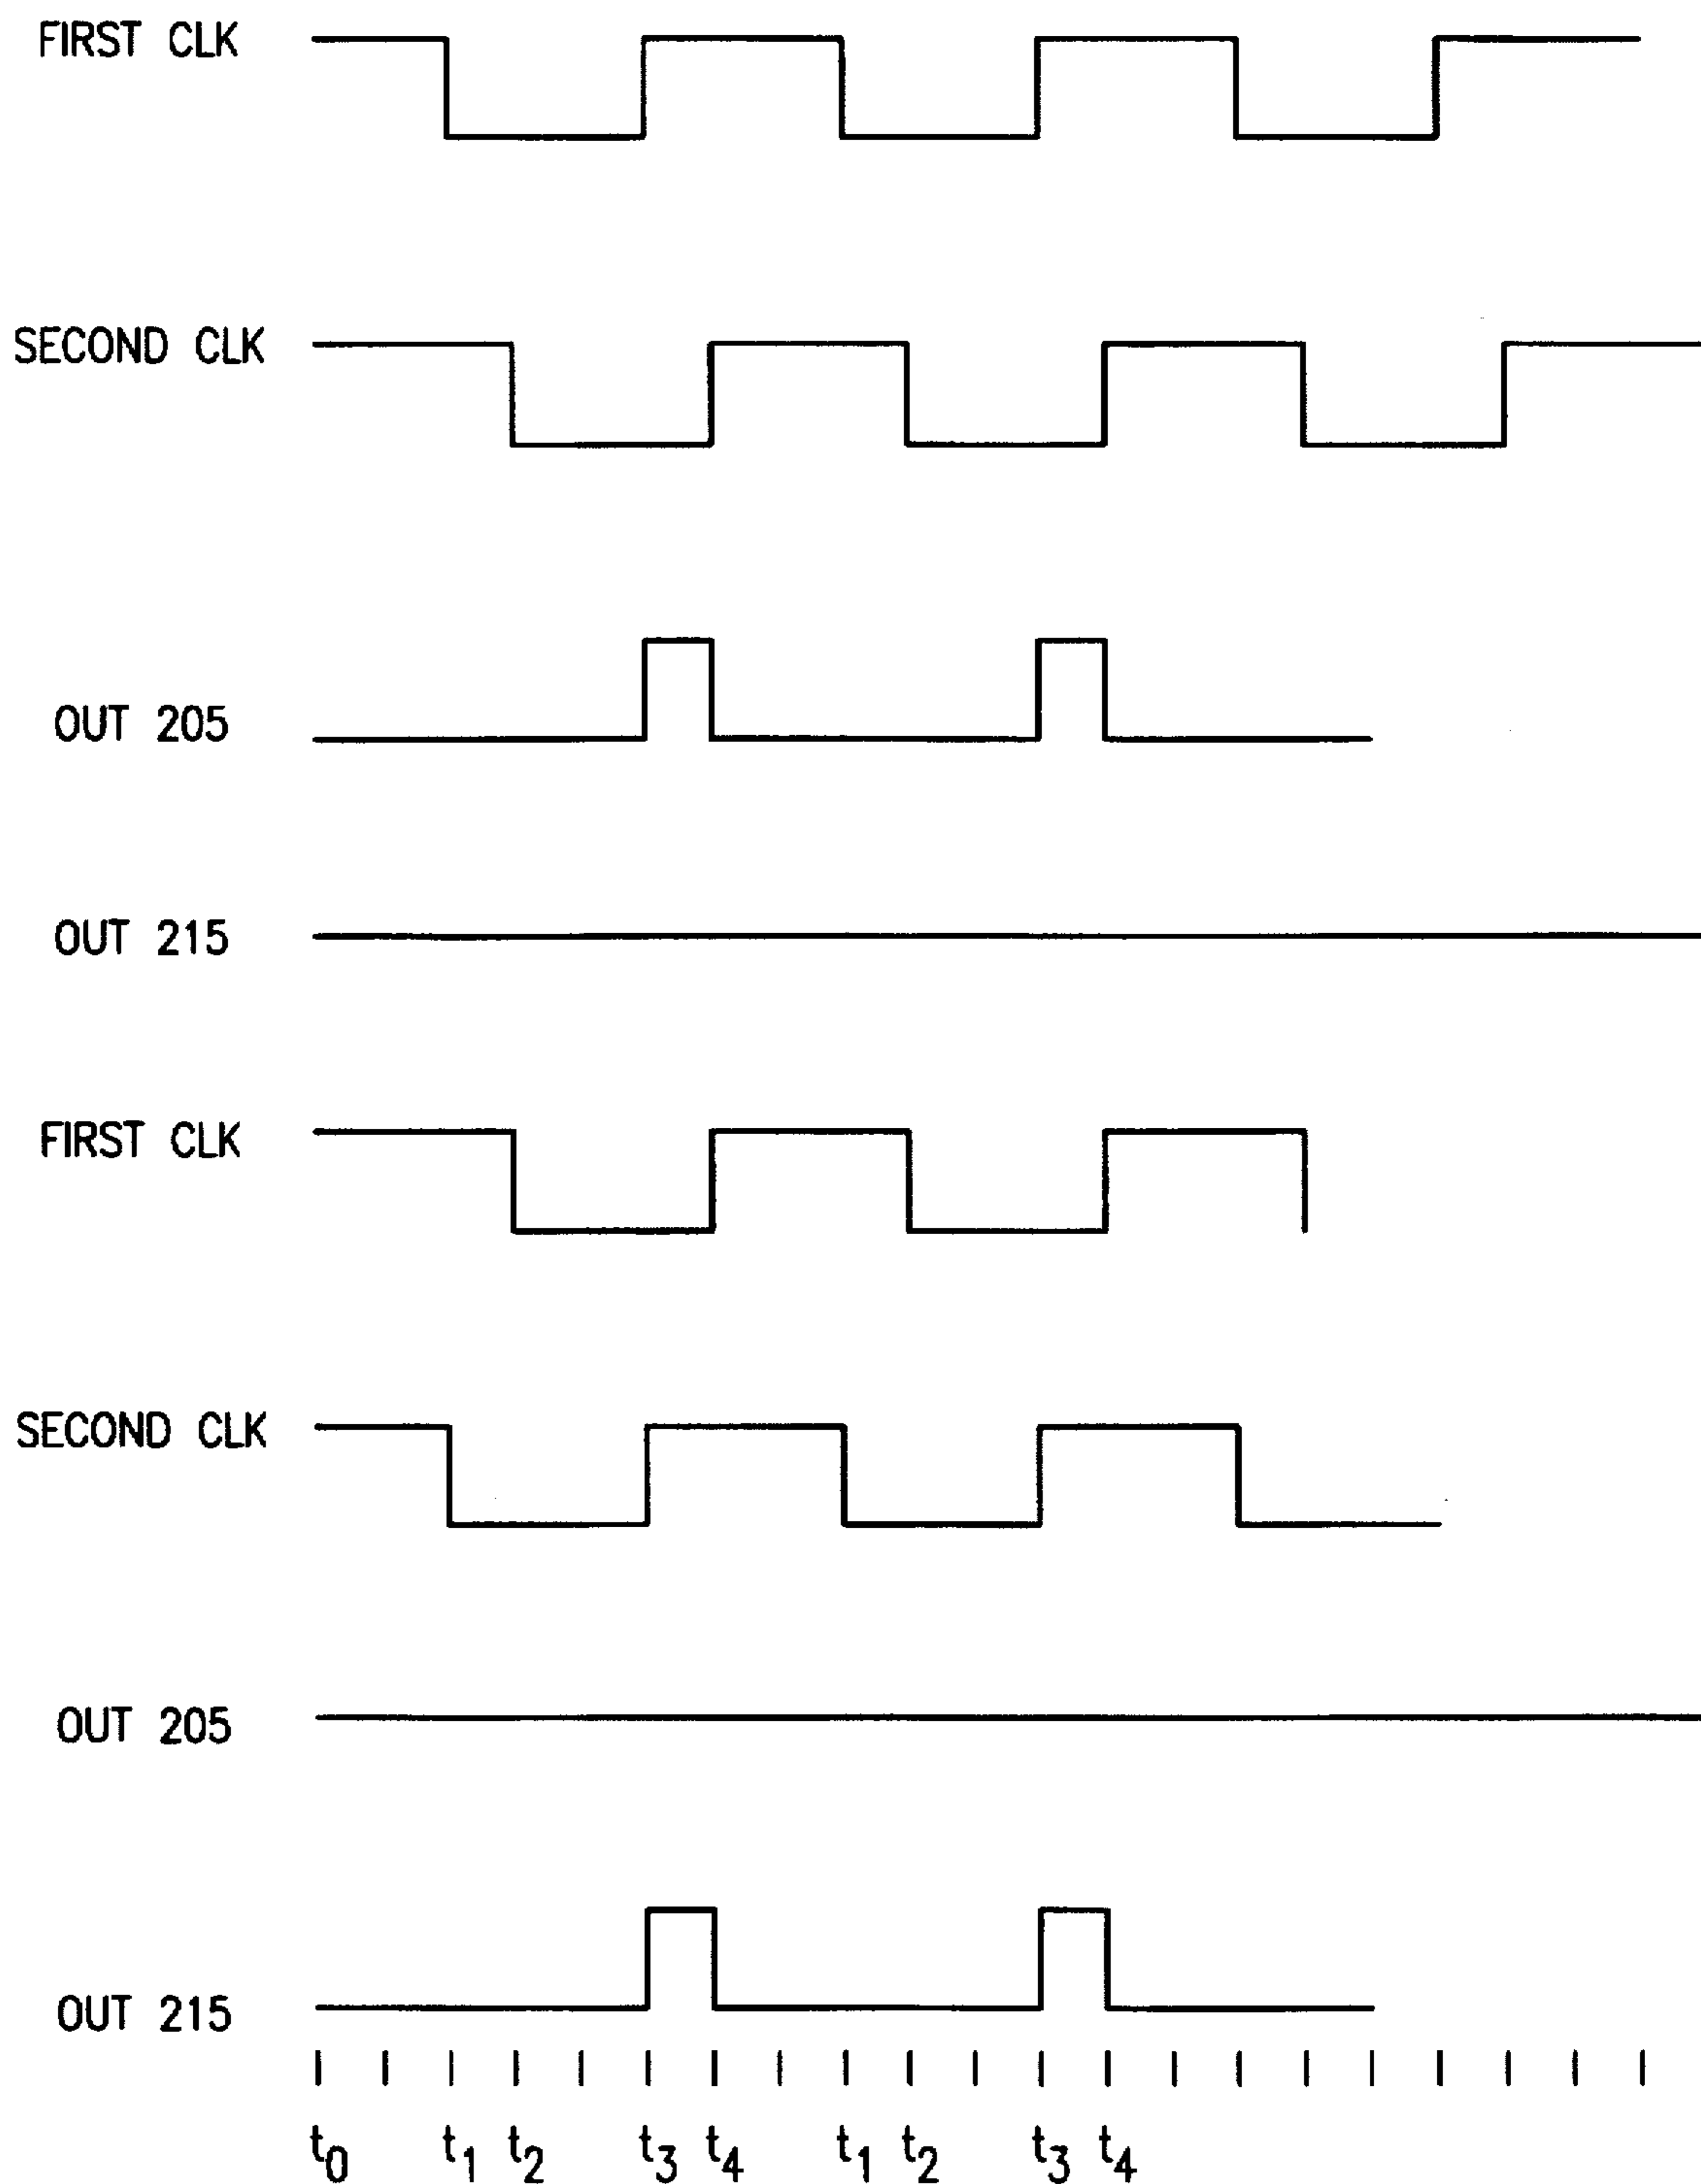 FIRST CLK
SECOND CLK
OUT 205
OUT 215
FIRST CLK
SECOND CLK
OUT 205
OUT 215
t0 t1 t2 t3 t4 t1 t2 t3 t4